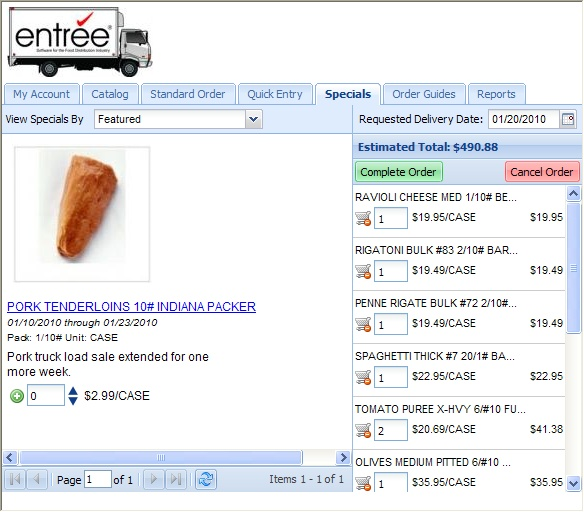 entrée
Software for the Food Distribution Industry
My Account Catalog Standard Order Quick Entry Specials Order Guides Reports
View Specials By Featured
Requested Delivery Date: 01/20/2010
PORK TENDERLOINS 10# INDIANA PACKER
01/10/2010 through 01/23/2010
Pack: 1/10# Unit: CASE
Pork truck load sale extended for one
more week.
0 $2.99/CASE
Page 1 of 1 Items 1 - 1 of 1
Estimated Total: $490.88
Complete Order Cancel Order
RAVIOLI CHEESE MED 1/10# BE...
1 $19.95/CASE $19.95
RIGATONI BULK #83 2/10# BAR...
1 $19.49/CASE $19.49
PENNE RIGATE BULK #72 2/10#...
1 $19.49/CASE $19.49
SPAGHETTI THICK #7 20/1# BA...
1 $22.95/CASE $22.95
TOMATO PUREE X-HVY 6/#10 FU...
2 $20.69/CASE $41.38
OLIVES MEDIUM PITTED 6/#10 ...
1 $35.95/CASE $35.95